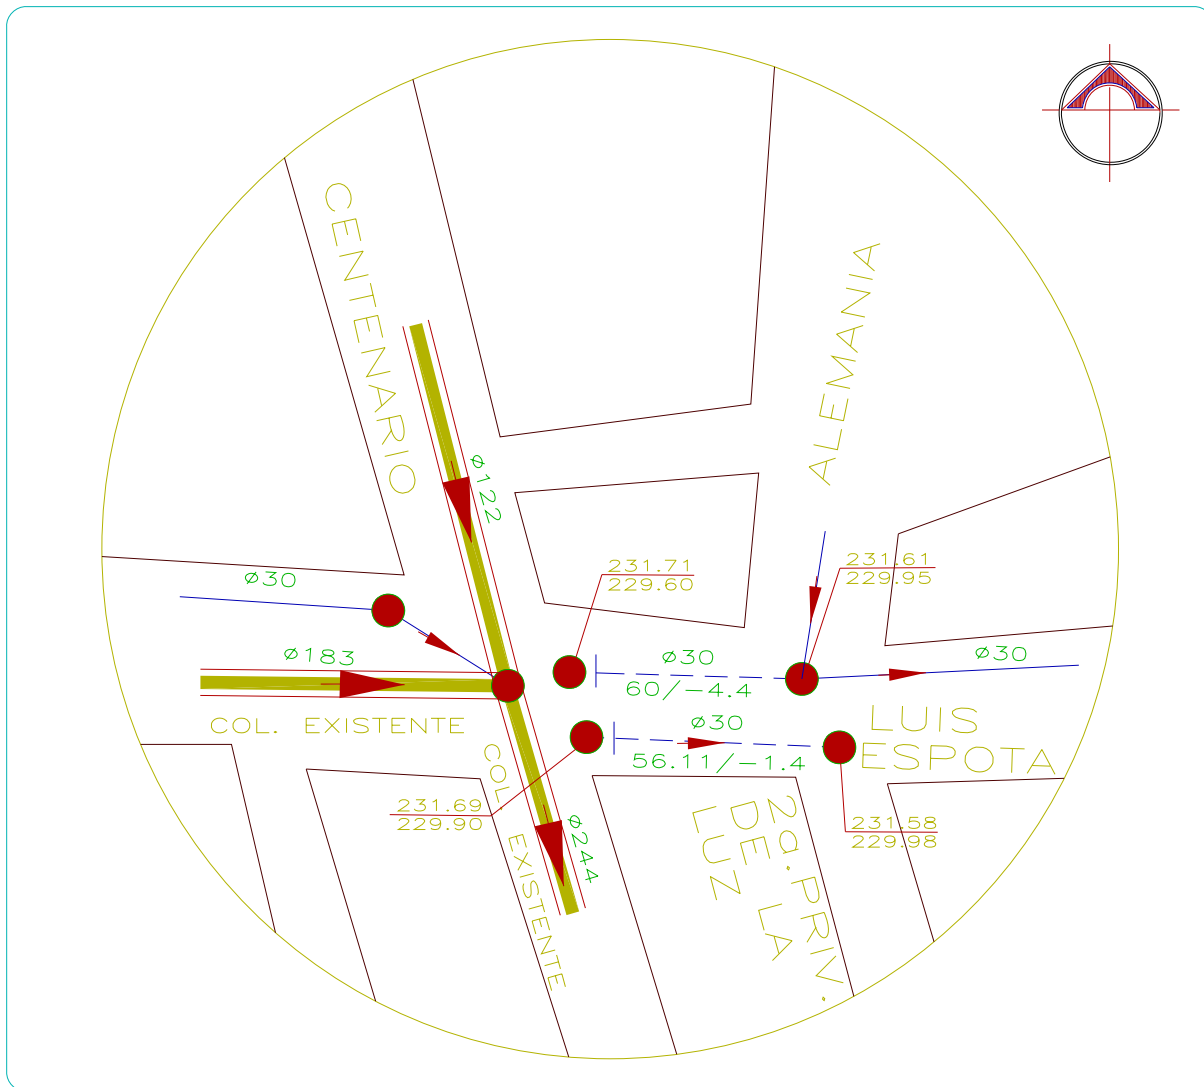 CENTENARIO
ALEMANIA
ø122
ø30
231.71
229.60
231.61
229.95
ø183
ø30
60/-4.4
ø30
COL. EXISTENTE
ø30
56.11/-1.4
LUIS
ESPOTA
COL. EXISTENTE
231.69
229.90
ø244
231.58
229.98
2a.PRIV.
DE LA
LUZ